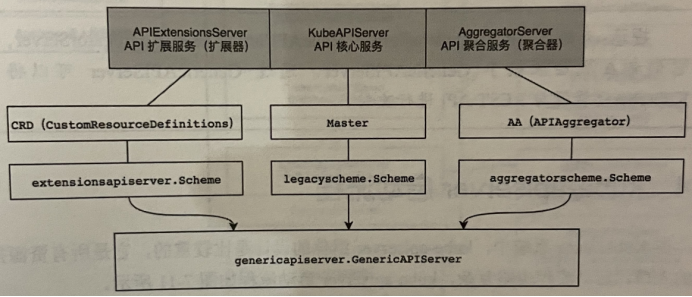 APIExtensionsServer
API 扩展服务（扩展器）
KubeAPIServer
API 核心服务
AggregatorServer
API 聚合服务（聚合器）
CRD（CustomResourceDefinitions）
Master
AA（APIAggregator）
extensionsapiserver.Scheme
legacyscheme.Scheme
aggregatorscheme.Scheme
genericapiserver.GenericAPIServer